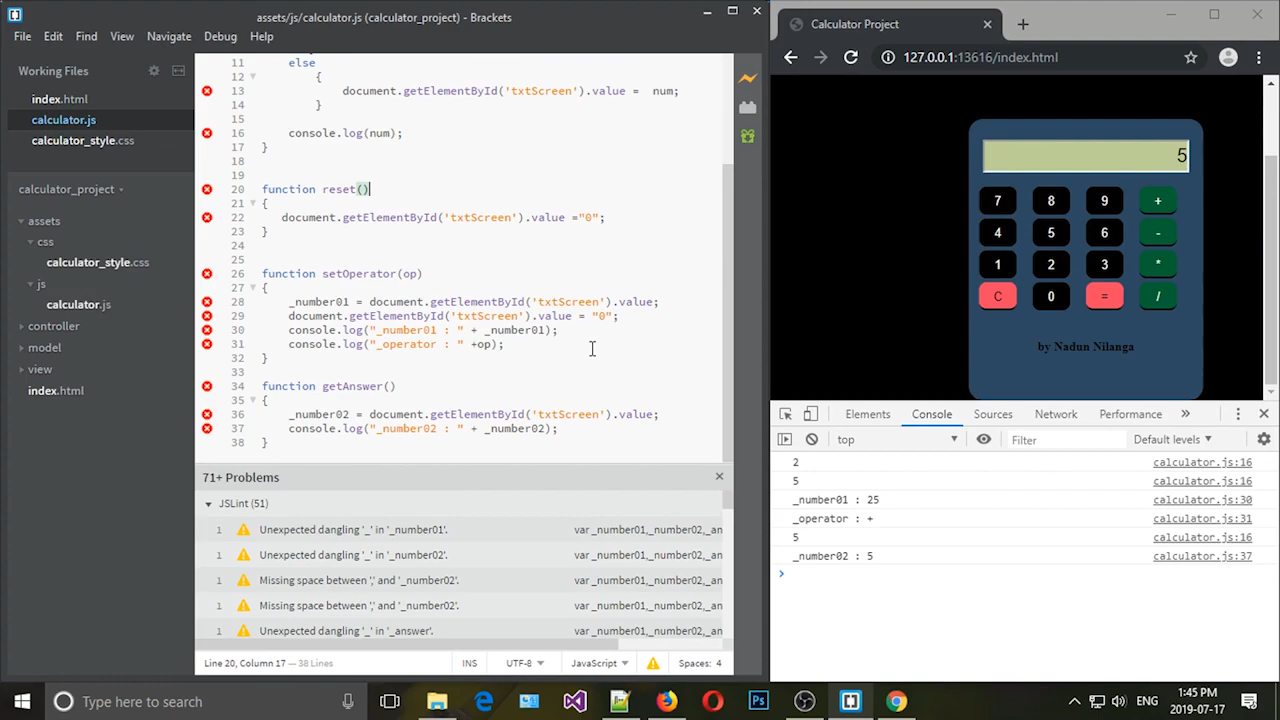 assets/js/calculator.js (calculator_project) - Brackets
File Edit Find View Navigate Debug Help
Working Files
index.html
calculator.js
calculator_style.css
calculator_project
assets
css
calculator_style.css
js
calculator.js
controller
model
view
index.html
11 else
12 {
13 document.getElementById('txtScreen').value =  num;
14 }
15
16 console.log(num);
17 }
18
19
20 function reset()
21 {
22 document.getElementById('txtScreen').value ="0";
23 }
24
25
26 function setOperator(op)
27 {
28 _number01 = document.getElementById('txtScreen').value;
29 document.getElementById('txtScreen').value = "0";
30 console.log("_number01 : " + _number01);
31 console.log("_operator : " +op);
32 }
33
34 function getAnswer()
35 {
36 _number02 = document.getElementById('txtScreen').value;
37 console.log("_number02 : " + _number02);
38 }
71+ Problems
JSLint (51)
1 Unexpected dangling '_' in '_number01'. var _number01,_number02,_an
1 Unexpected dangling '_' in '_number02'. var _number01,_number02,_an
1 Missing space between ',' and '_number02'. var _number01,_number02,_an
1 Missing space between ',' and '_number02'. var _number01,_number02,_an
1 Unexpected dangling '_' in '_answer'. var _number01,_number02,_an
Line 20, Column 17 — 38 Lines INS UTF-8 JavaScript Spaces: 4
Calculator Project
127.0.0.1:13616/index.html
5
7 8 9 +
4 5 6 -
1 2 3 *
C 0 = /
by Nadun Nilanga
Elements Console Sources Network Performance »
top Filter Default levels
2 calculator.js:16
5 calculator.js:16
_number01 : 25 calculator.js:30
_operator : + calculator.js:31
5 calculator.js:16
_number02 : 5 calculator.js:37
Type here to search
ENG
1:45 PM
2019-07-17